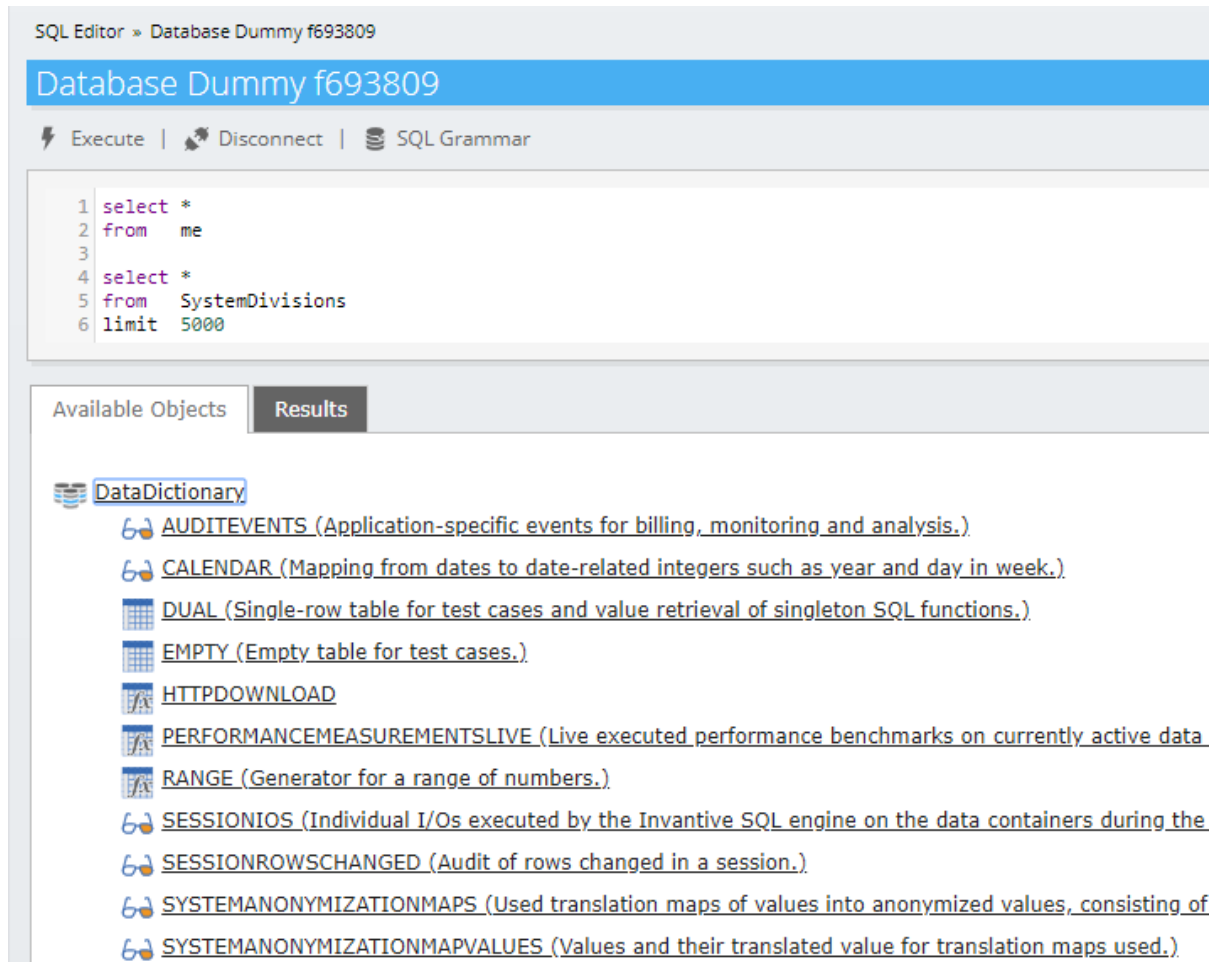 SQL Editor » Database Dummy f693809
Database Dummy f693809
Execute | Disconnect | SQL Grammar
1 select *
2 from   me
3
4 select *
5 from   SystemDivisions
6 limit  5000
Available Objects Results
DataDictionary
AUDITEVENTS (Application-specific events for billing, monitoring and analysis.)
CALENDAR (Mapping from dates to date-related integers such as year and day in week.)
DUAL (Single-row table for test cases and value retrieval of singleton SQL functions.)
EMPTY (Empty table for test cases.)
HTTPDOWNLOAD
PERFORMANCEMEASUREMENTSLIVE (Live executed performance benchmarks on currently active data
RANGE (Generator for a range of numbers.)
SESSIONIOS (Individual I/Os executed by the Invantive SQL engine on the data containers during the
SESSIONROWSCHANGED (Audit of rows changed in a session.)
SYSTEMANONYMIZATIONMAPS (Used translation maps of values into anonymized values, consisting of
SYSTEMANONYMIZATIONMAPVALUES (Values and their translated value for translation maps used.)